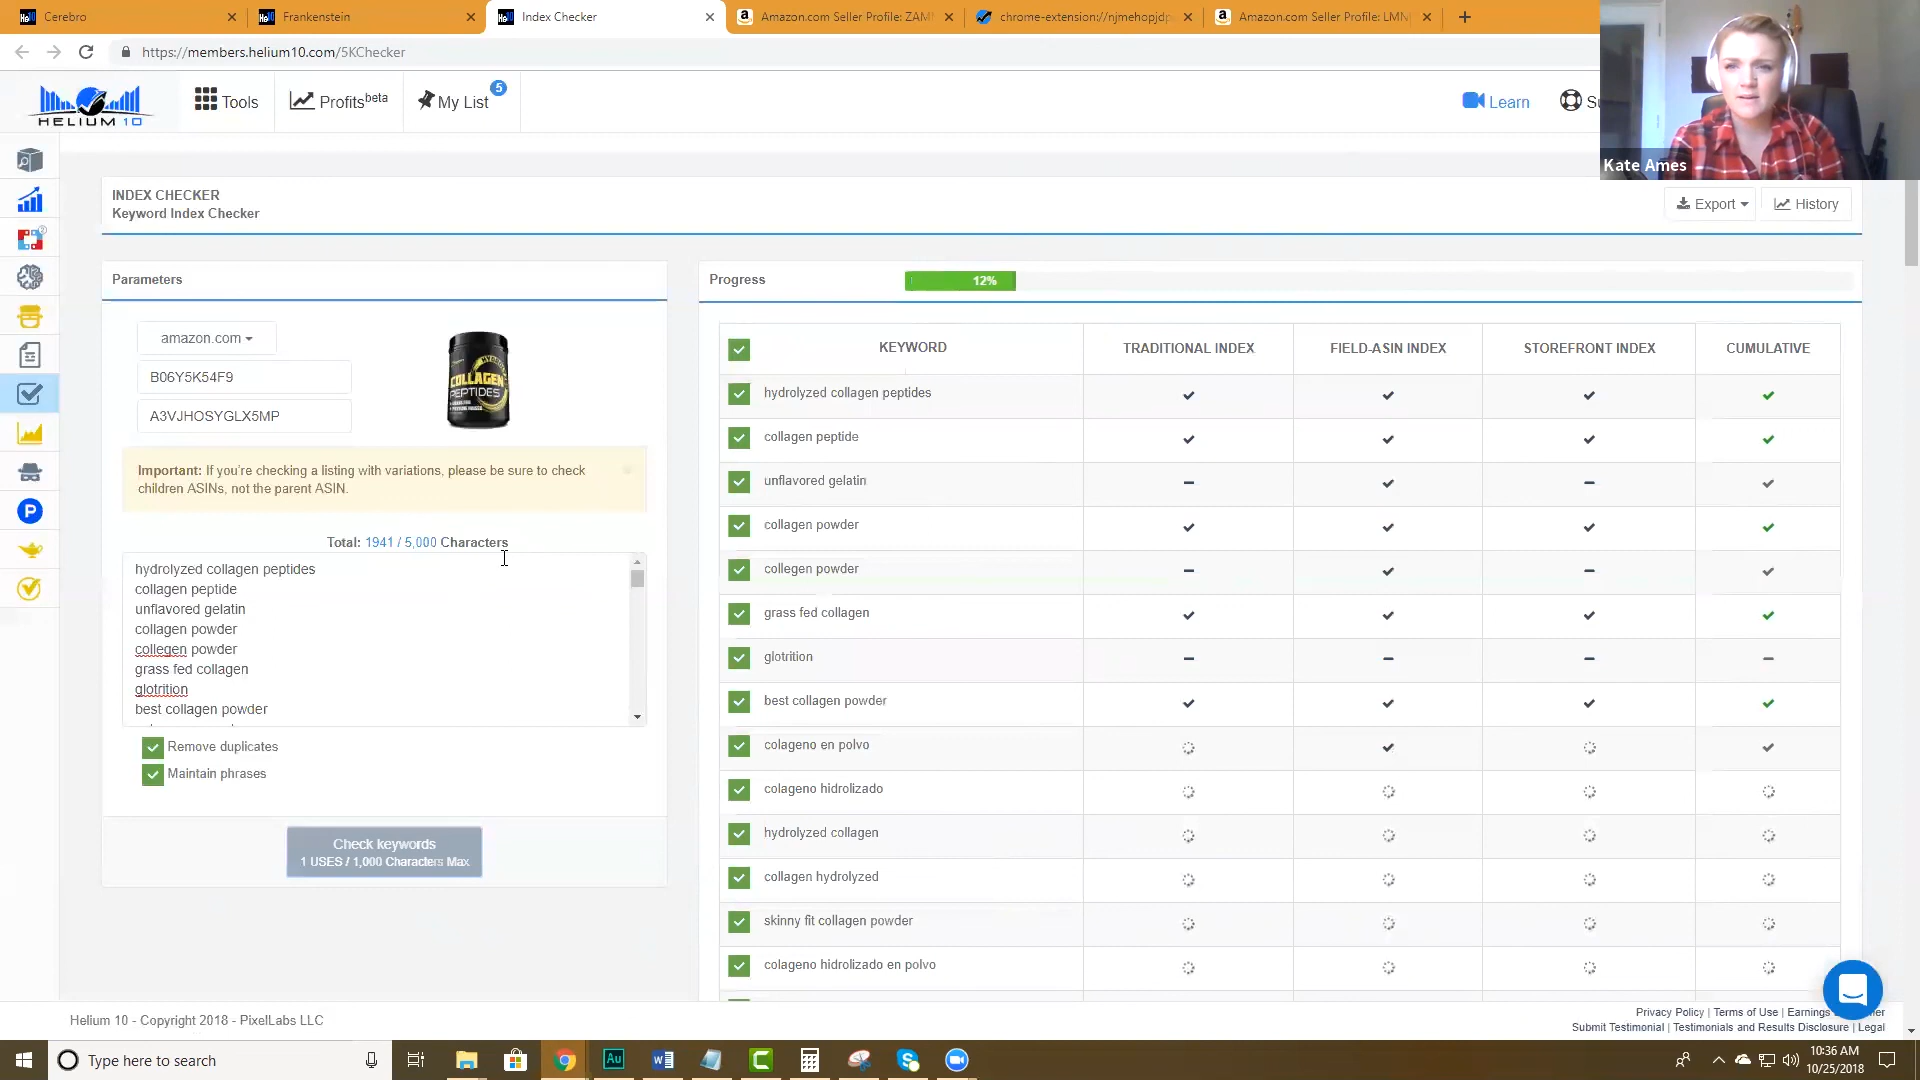 Cerebro
Frankenstein
Index Checker
Amazon.com Seller Profile: ZAM
chrome-extension://njmehopjdp
Amazon.com Seller Profile: LMN
https://members.helium10.com/5KChecker
HELIUM 10
Tools
Profits beta
My List
5
Learn
Su
Kate Ames
INDEX CHECKER
Keyword Index Checker
Export
History
Parameters
Progress
12%
amazon.com
B06Y5K54F9
A3VJHOSYGLX5MP
COLLAGEN
PEPTIDES
Important: If you're checking a listing with variations, please be sure to check
children ASINs, not the parent ASIN.
Total: 1941 / 5,000 Characters
hydrolyzed collagen peptides
collagen peptide
unflavored gelatin
collagen powder
collegen powder
grass fed collagen
glotrition
best collagen powder
Remove duplicates
Maintain phrases
Check keywords
1 USES / 1,000 Characters Max
KEYWORD
TRADITIONAL INDEX
FIELD-ASIN INDEX
STOREFRONT INDEX
CUMULATIVE
hydrolyzed collagen peptides
collagen peptide
unflavored gelatin
collagen powder
collegen powder
grass fed collagen
glotrition
best collagen powder
colageno en polvo
colageno hidrolizado
hydrolyzed collagen
collagen hydrolyzed
skinny fit collagen powder
colageno hidrolizado en polvo
Helium 10 - Copyright 2018 - PixelLabs LLC
Privacy Policy | Terms of Use | Earnings
Submit Testimonial | Testimonials and Results Disclosure | Legal
Type here to search
10:36 AM
10/25/2018